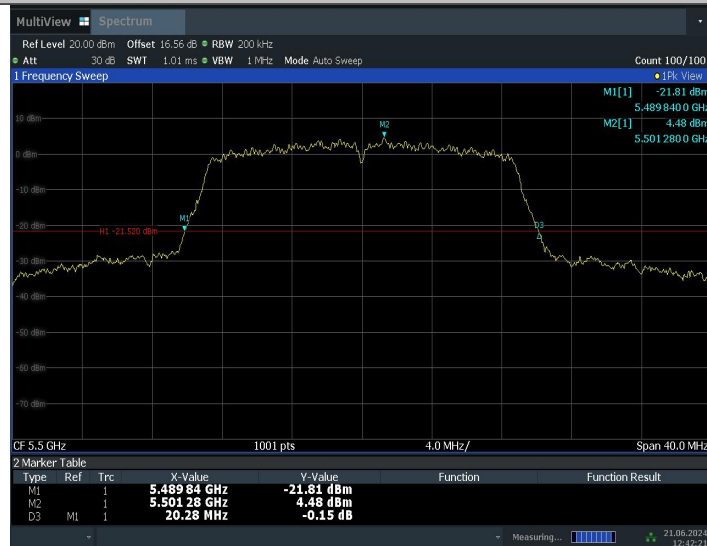 MultiView Spectrum
Ref Level 20.00 dBm Offset 16.56 dB RBW 200 kHz
Att 30 dB SWT 1.01 ms VBW 1 MHz Mode Auto Sweep Count 100/100
1 Frequency Sweep 1Pk View
M1[1] -21.81 dBm
5.489 840 0 GHz
M2[1] 4.48 dBm
5.501 280 0 GHz
10 dBm
M2
0 dBm
-10 dBm
-20 dBm
M1
D3
H1 -21.520 dBm
-30 dBm
-40 dBm
-50 dBm
-60 dBm
-70 dBm
CF 5.5 GHz 1001 pts 4.0 MHz/ Span 40.0 MHz
2 Marker Table
Type Ref Trc X-Value Y-Value Function Function Result
M1 1 5.489 84 GHz -21.81 dBm
M2 1 5.501 28 GHz 4.48 dBm
D3 M1 1 20.28 MHz -0.15 dB
Measuring... 21.06.2024
12:42:21